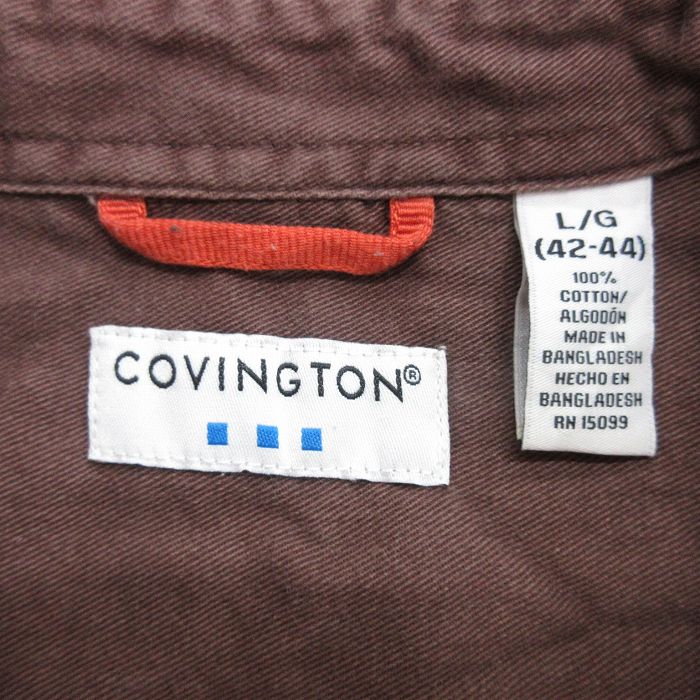 COVINGTON®
L/G
(42-44)
100%
COTTON/
ALGODÓN
MADE IN
BANGLADESH
HECHO EN
BANGLADESH
RN 15099